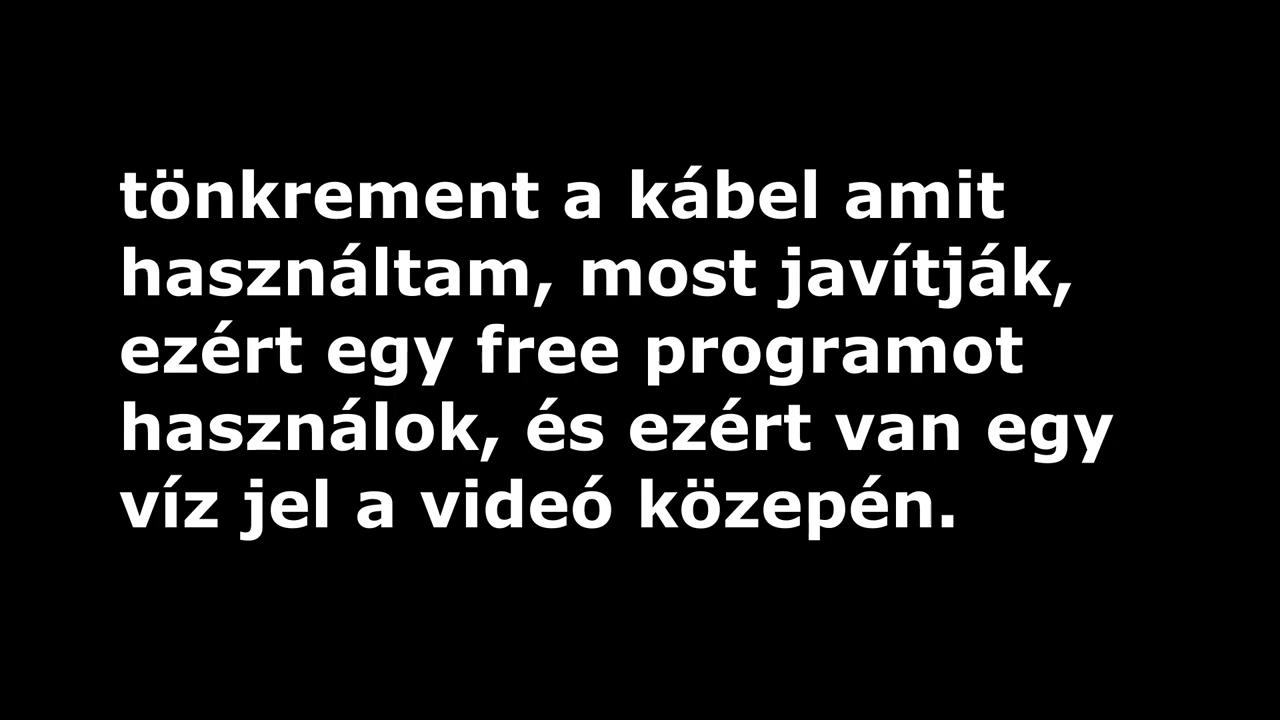 tönkrement a kábel amit
használtam, most javítják,
ezért egy free programot
használok, és ezért van egy
víz jel a videó közepén.